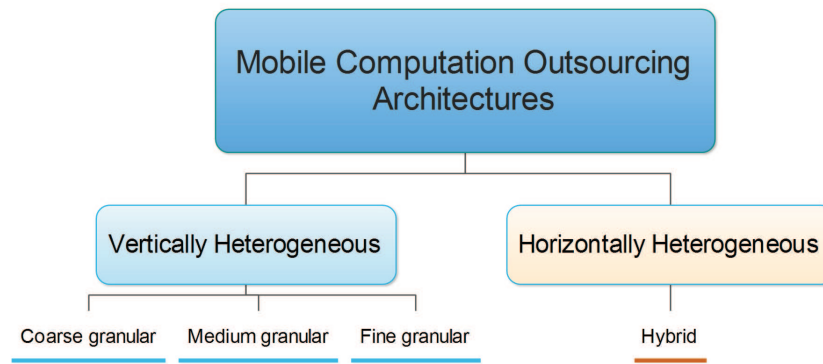 Mobile Computation Outsourcing
Architectures
Vertically Heterogeneous
Horizontally Heterogeneous
Coarse granular
Medium granular
Fine granular
Hybrid